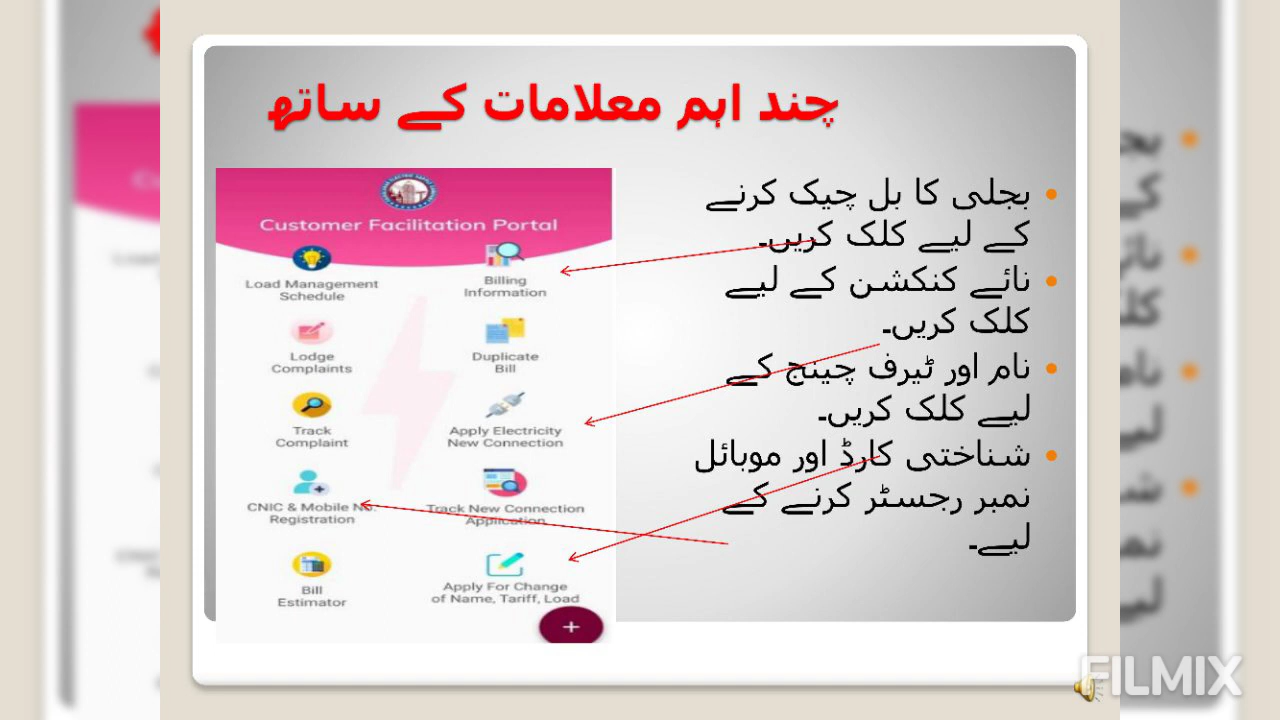 چند اہم معلامات کے ساتھ
بجلی کا بل چیک کرنے
کے لیے کلک کریں۔
نائے کنکشن کے لیے
کلک کریں۔
نام اور ٹیرف چینج کے
لیے کلک کریں۔
شناختی کارڈ اور موبائل
نمبر رجسٹر کرنے کے
لیے۔
Customer Facilitation Portal
Load Management
Schedule
Billing
Information
Lodge
Complaints
Duplicate
Bill
Track
Complaint
Apply Electricity
New Connection
CNIC & Mobile No.
Registration
Track New Connection
Application
Bill
Estimator
Apply For Change
of Name, Tariff, Load
+
FILMIX